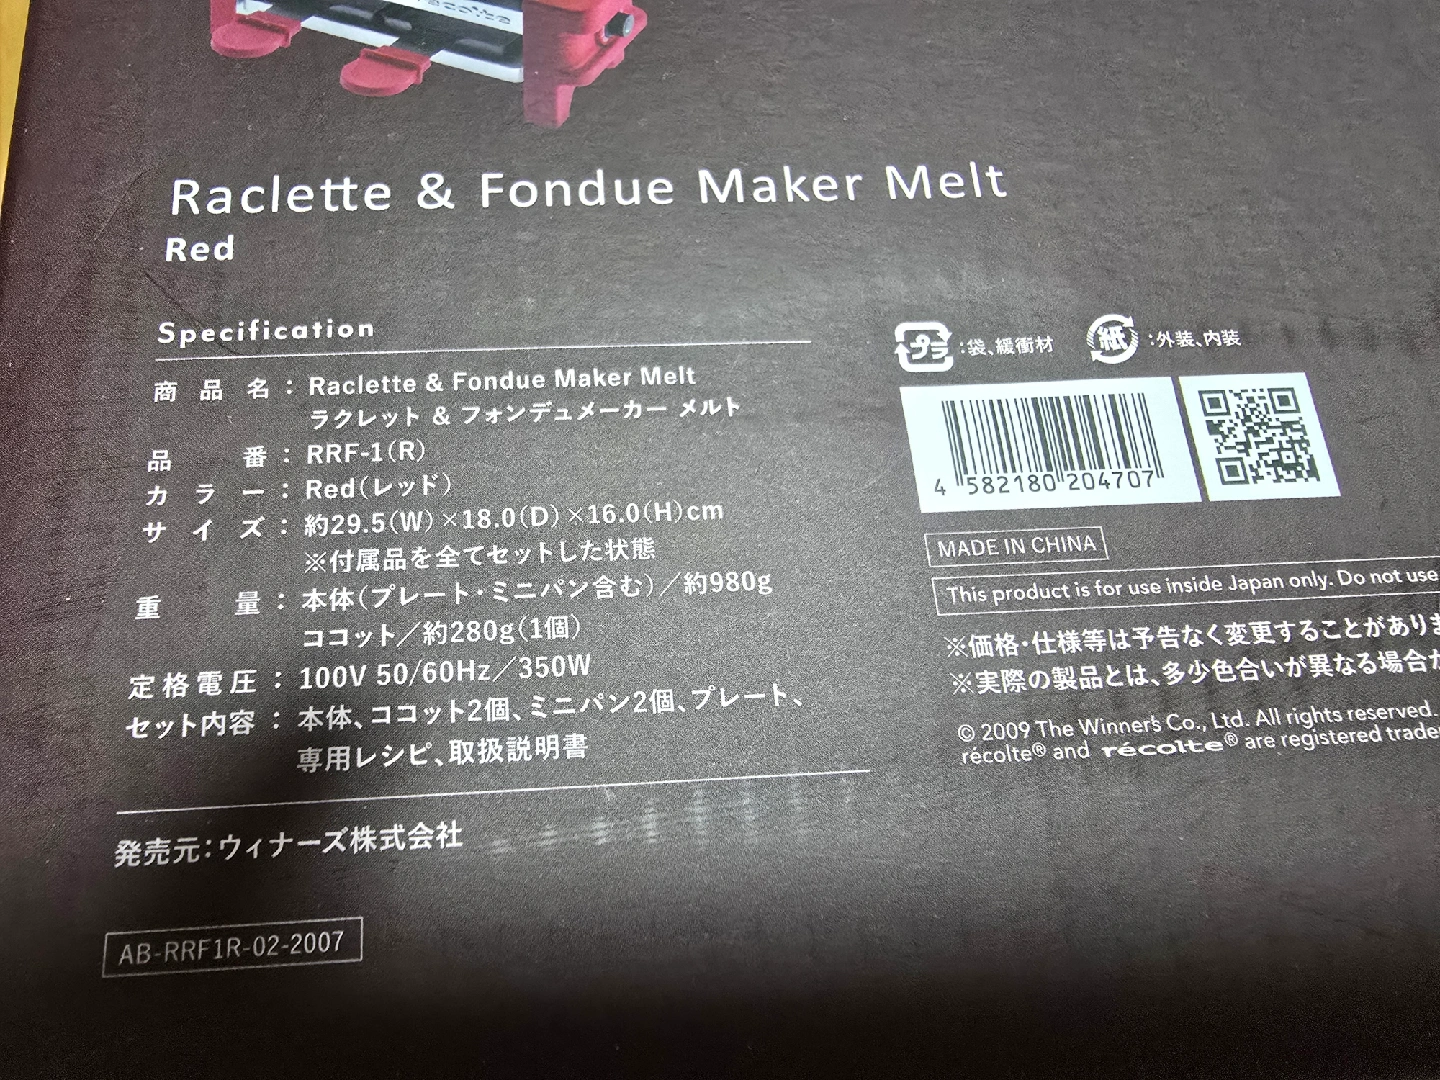 Raclette & Fondue Maker Melt
Red
Specification
商品名：Raclette & Fondue Maker Melt
ラクレット & フォンデュメーカー メルト
品番：RRF-1(R)
カラー：Red(レッド)
サイズ：約29.5(W)×18.0(D)×16.0(H)cm
※付属品を全てセットした状態
重量：本体(プレート・ミニパン含む)／約980g
ココット／約280g(1個)
定格電圧：100V 50/60Hz／350W
セット内容：本体、ココット2個、ミニパン2個、プレート、
専用レシピ、取扱説明書
発売元：ウィナーズ株式会社
AB-RRF1R-02-2007
プラ：袋、緩衝材 紙：外装、内装
4 582180 204707
MADE IN CHINA
This product is for use inside Japan only. Do not use
※価格・仕様等は予告なく変更することがありま
※実際の製品とは、多少色合いが異なる場合が
© 2009 The Winner's Co., Ltd. All rights reserved.
récolte® and récolte® are registered trade